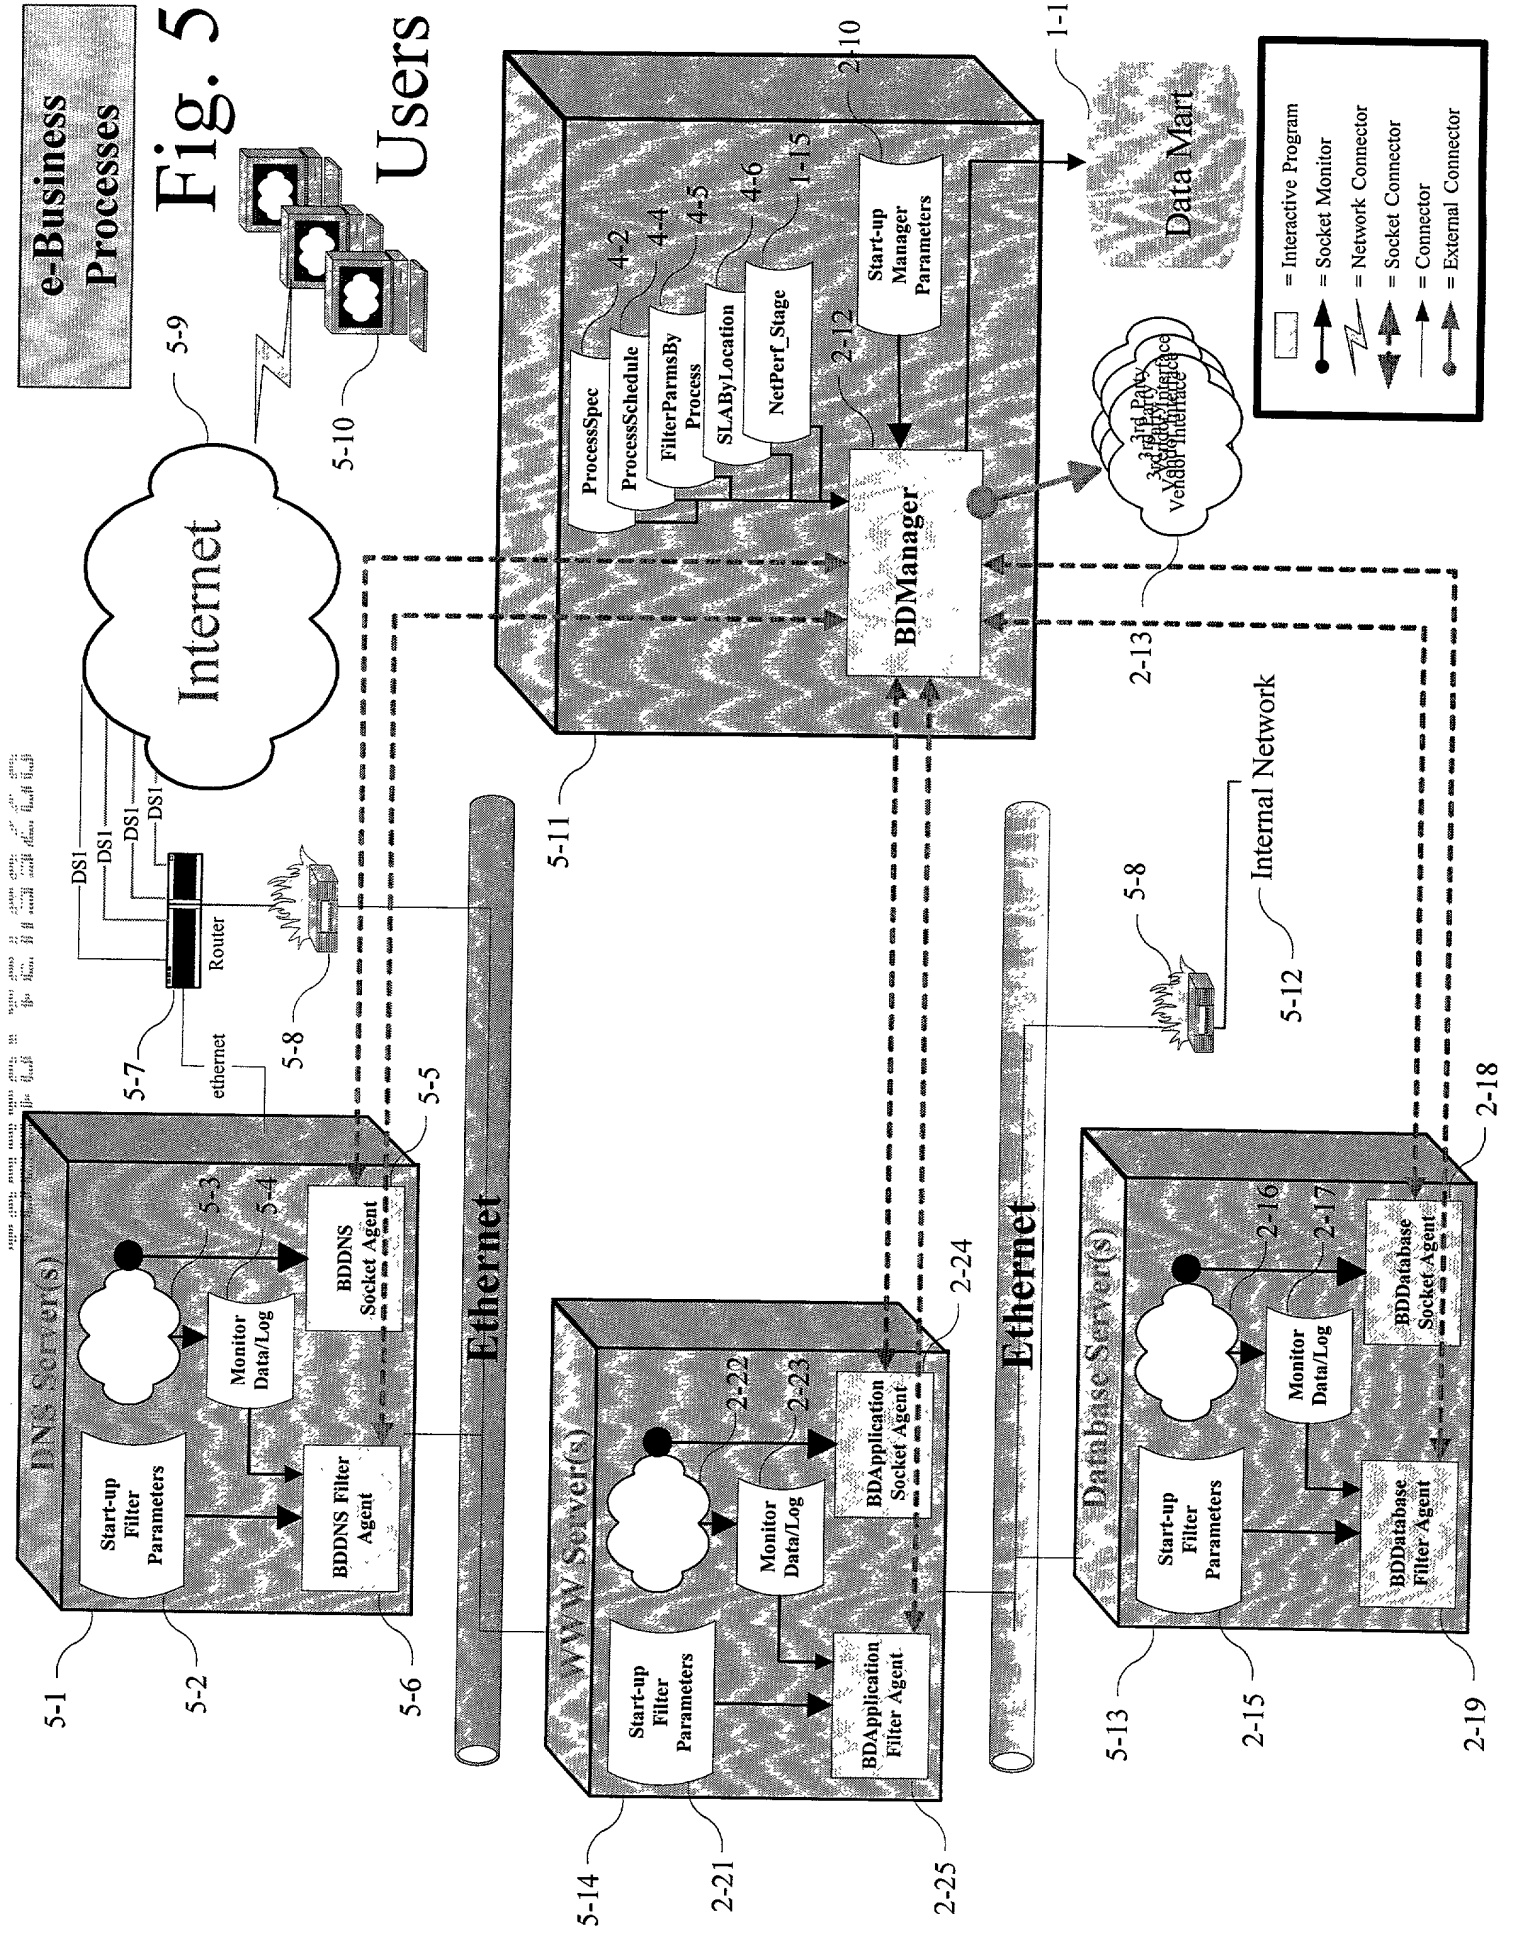 e-Business
Processes
Fig. 5
Users
5-10
5-9
Internet
DS1
DS1
DS1
DS1
Router
5-7
5-8
ethernet
DNS Server(s)
5-1
Start-up
Filter
Parameters
5-2
5-3
Monitor
Data/Log
5-4
BDDNS
Socket Agent
5-5
BDDNS Filter
Agent
5-6
Ethernet
5-11
ProcessSpec
4-2
ProcessSchedule
4-4
FilterParmsBy
Process
4-5
SLAByLocation
4-6
NetPerf_Stage
1-15
Start-up
Manager
Parameters
2-10
BDManager
2-12
1-1
Data Mart
3rd Party
Vendor Interface
2-13
WWW Server(s)
5-14
Start-up
Filter
Parameters
2-21
2-22
Monitor
Data/Log
2-23
BDApplication
Socket Agent
2-24
BDApplication
Filter Agent
2-25
Ethernet
5-8
Internal Network
5-12
Database Server(s)
5-13
Start-up
Filter
Parameters
2-15
2-16
Monitor
Data/Log
2-17
BDDatabase
Socket Agent
2-18
BDDatabase
Filter Agent
2-19
= Interactive Program
= Socket Monitor
= Network Connector
= Socket Connector
= Connector
= External Connector